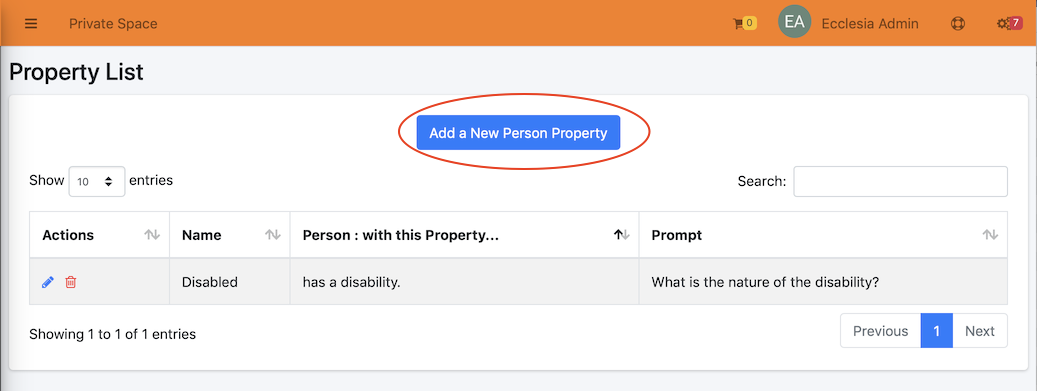 Private Space 0 EA Ecclesia Admin 7
Property List
Add a New Person Property
Show 10 entries Search:
Actions Name Person : with this Property... Prompt
Disabled has a disability. What is the nature of the disability?
Showing 1 to 1 of 1 entries Previous 1 Next